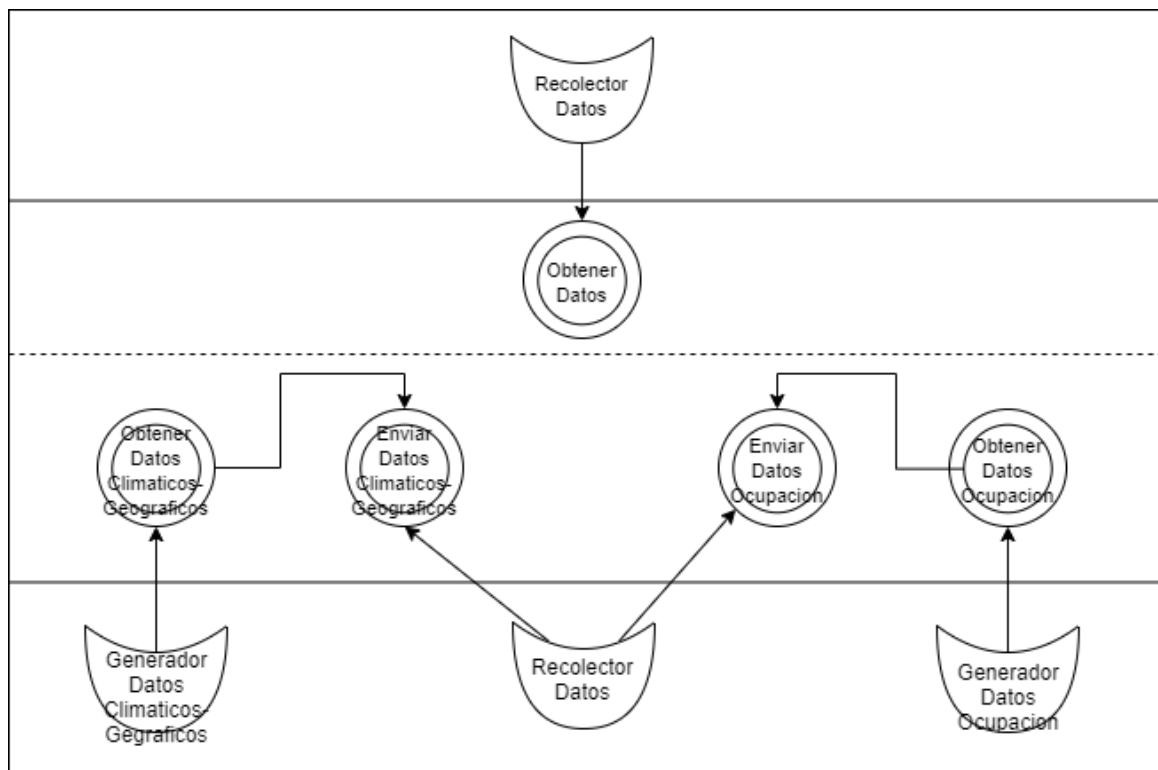 Recolector
Datos
Obtener
Datos
Obtener
Datos
Climaticos-
Geograficos
Enviar
Datos
Climaticos-
Geograficos
Enviar
Datos
Ocupacion
Obtener
Datos
Ocupacion
Generador
Datos
Climaticos-
Gegraficos
Recolector
Datos
Generador
Datos
Ocupacion